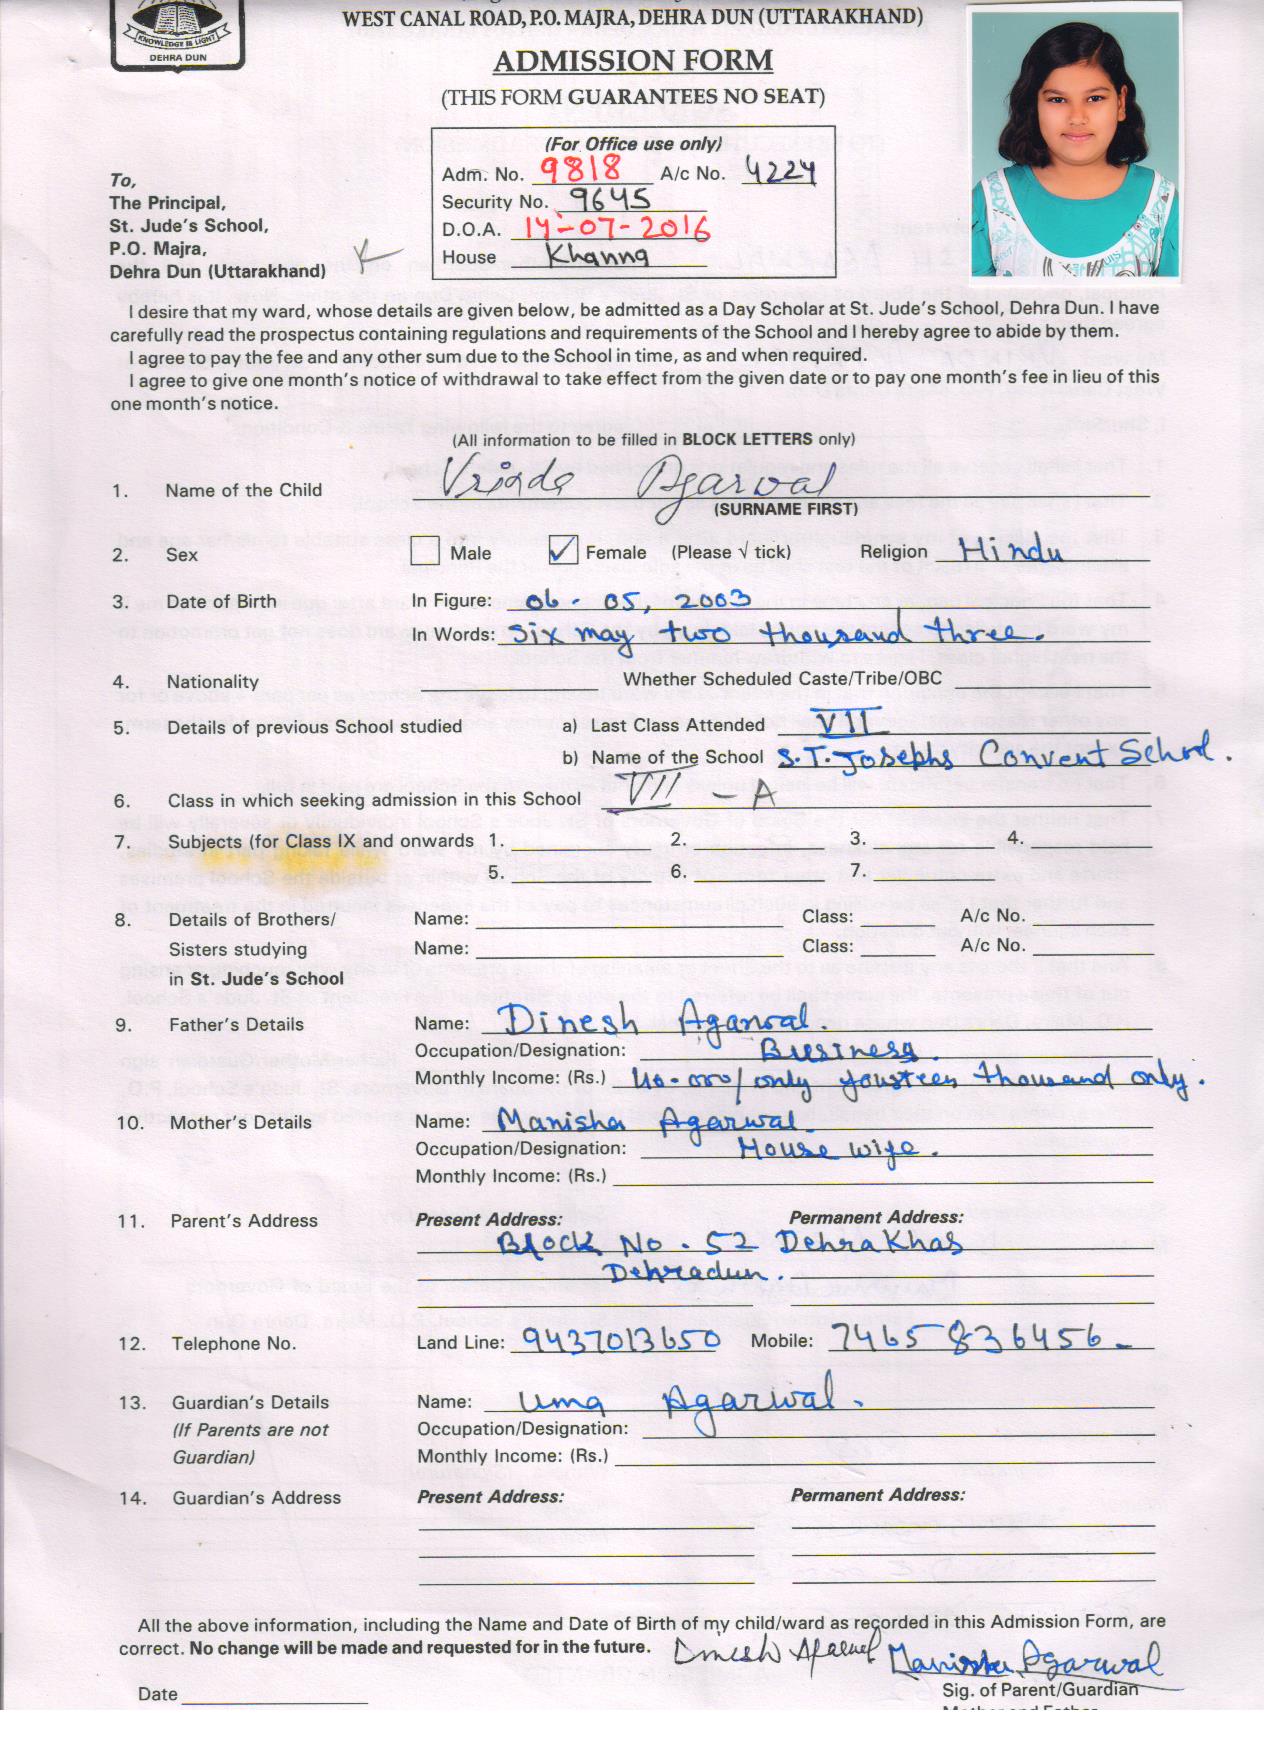 KNOWLEDGE IS LIGHT
DEHRA DUN
WEST CANAL ROAD, P.O. MAJRA, DEHRA DUN (UTTARAKHAND)
ADMISSION FORM
(THIS FORM GUARANTEES NO SEAT)
(For Office use only)
Adm. No. 9818 A/c No. 4224
Security No. 9645
D.O.A. 14-07-2016
House Khanna
To,
The Principal,
St. Jude's School,
P.O. Majra,
Dehra Dun (Uttarakhand)
I desire that my ward, whose details are given below, be admitted as a Day Scholar at St. Jude's School, Dehra Dun. I have
carefully read the prospectus containing regulations and requirements of the School and I hereby agree to abide by them.
I agree to pay the fee and any other sum due to the School in time, as and when required.
I agree to give one month's notice of withdrawal to take effect from the given date or to pay one month's fee in lieu of this
one month's notice.
(All information to be filled in BLOCK LETTERS only)
1. Name of the Child Vrinda Agarwal
(SURNAME FIRST)
2. Sex Male ✓ Female (Please √ tick) Religion Hindu
3. Date of Birth In Figure: 06 - 05, 2003
In Words: Six may two thousand three.
4. Nationality Whether Scheduled Caste/Tribe/OBC
5. Details of previous School studied a) Last Class Attended VII
b) Name of the School S.T. Josephs Convent School.
6. Class in which seeking admission in this School VII - A
7. Subjects (for Class IX and onwards 1. 2. 3. 4.
5. 6. 7.
8. Details of Brothers/ Name: Class: A/c No.
Sisters studying Name: Class: A/c No.
in St. Jude's School
9. Father's Details Name: Dinesh Agarwal.
Occupation/Designation: Business.
Monthly Income: (Rs.) only fourteen thousand only.
10. Mother's Details Name: Manisha Agarwal
Occupation/Designation: House wife.
Monthly Income: (Rs.)
11. Parent's Address Present Address: Permanent Address:
Block No. 52 Dehra Khas
Dehradun.
12. Telephone No. Land Line: 9437013650 Mobile: 7465836456
13. Guardian's Details Name: Uma Agarwal.
(If Parents are not Occupation/Designation:
Guardian) Monthly Income: (Rs.)
14. Guardian's Address Present Address: Permanent Address:
All the above information, including the Name and Date of Birth of my child/ward as recorded in this Admission Form, are
correct. No change will be made and requested for in the future. Dinesh Agarwal Manisha Agarwal
Date Sig. of Parent/Guardian